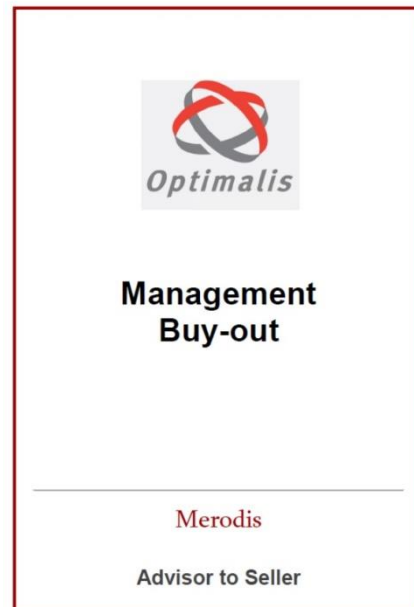 Optimalis
Management
Buy-out
Merodis
Advisor to Seller